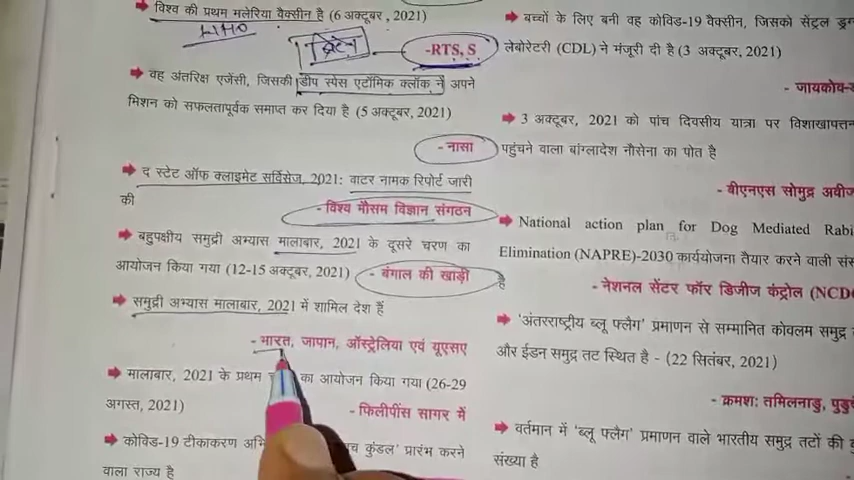 विश्व की प्रथम मलेरिया वैक्सीन है (6 अक्टूबर, 2021)
WHO
ब्रिटेन
-RTS, S
वह अंतरिक्ष एजेंसी, जिसकी डीप स्पेस एटॉमिक क्लॉक ने अपने
मिशन को सफलतापूर्वक समाप्त कर दिया है (5 अक्टूबर, 2021)
- नासा
द स्टेट ऑफ क्लाइमेट सर्विसेज, 2021: वाटर नामक रिपोर्ट जारी
की
- विश्व मौसम विज्ञान संगठन
बहुपक्षीय समुद्री अभ्यास मालाबार, 2021 के दूसरे चरण का
आयोजन किया गया (12-15 अक्टूबर, 2021)
- बंगाल की खाड़ी
समुद्री अभ्यास मालाबार, 2021 में शामिल देश हैं
- भारत, जापान, ऑस्ट्रेलिया एवं यूएसए
मालाबार, 2021 के प्रथम का आयोजन किया गया (26-29
अगस्त, 2021)
- फिलीपींस सागर में
कोविड-19 टीकाकरण कुंडल' प्रारंभ करने
वाला राज्य है
बच्चों के लिए बनी वह कोविड-19 वैक्सीन, जिसको सेंट्रल
लेबोरेटरी (CDL) ने मंजूरी दी है (3 अक्टूबर, 2021)
- जायकोव-
3 अक्टूबर, 2021 को पांच दिवसीय यात्रा पर विशाखापत्तन
पहुंचने वाला बांग्लादेश नौसेना का पोत है
- बीएनएस सोमुद्र अवी
National action plan for Dog Mediated Rabi
Elimination (NAPRE)-2030 कार्ययोजना तैयार करने वाली संस
है
- नेशनल सेंटर फॉर डिजीज कंट्रोल (NCD
'अंतरराष्ट्रीय ब्लू फ्लैग' प्रमाणन से सम्मानित कोवलम समुद्र
और ईडन समुद्र तट स्थित है - (22 सितंबर, 2021)
- क्रमश: तमिलनाडु, पुडु
वर्तमान में 'ब्लू फ्लैग' प्रमाणन वाले भारतीय समुद्र तटों की
संख्या है